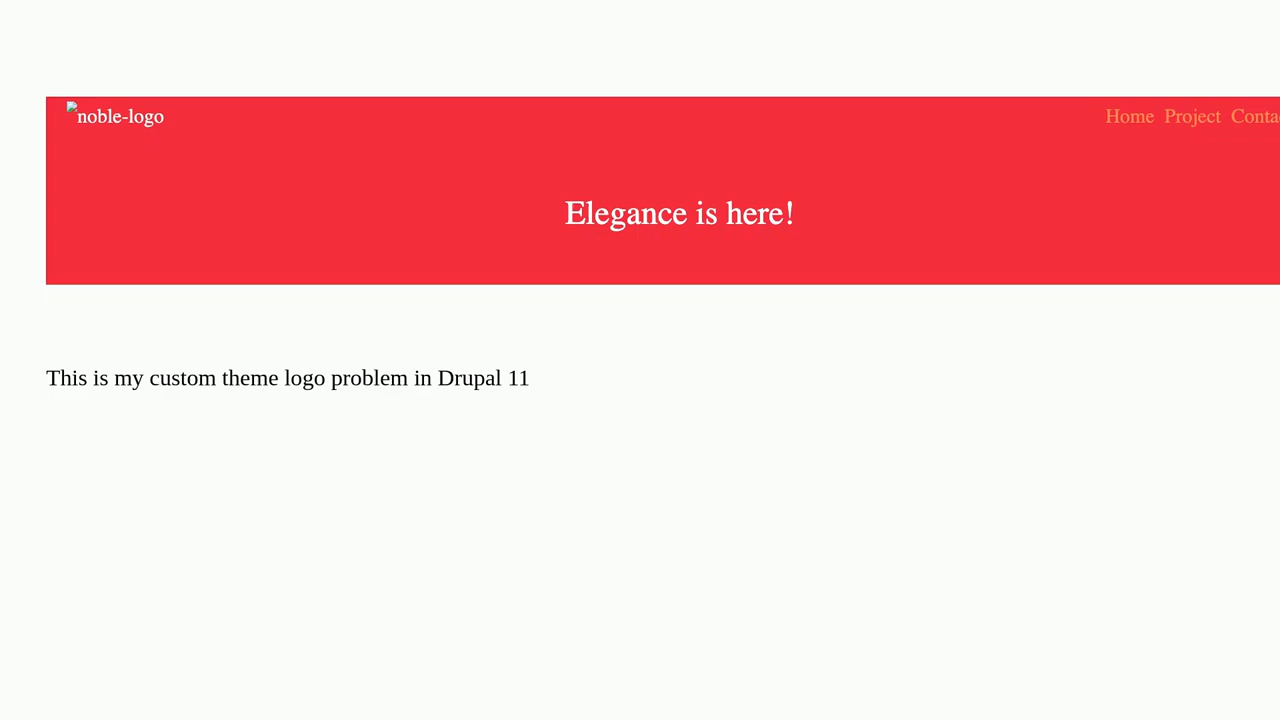 noble-logo Home Project
Elegance is here!
This is my custom theme logo problem in Drupal 11